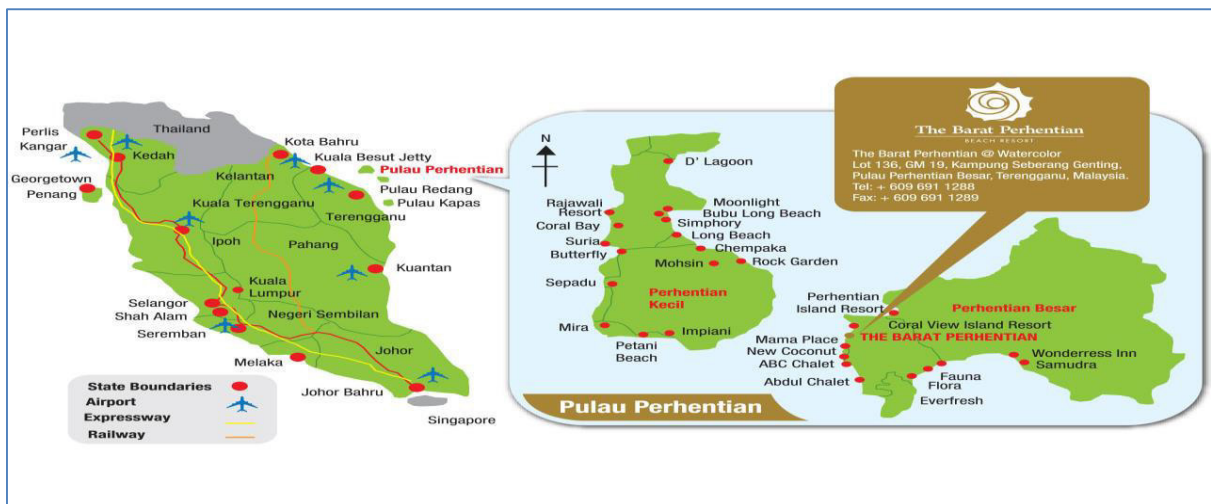 Thailand
Perlis
Kangar
Kedah
Georgetown
Penang
Kota Bahru
Kuala Besut Jetty
Pulau Perhentian
Kelantan
Pulau Redang
Pulau Kapas
Kuala Terengganu
Terengganu
Ipoh
Pahang
Kuantan
Kuala
Lumpur
Selangor
Shah Alam
Negeri Sembilan
Seremban
Melaka
Johor
Johor Bahru
Singapore
State Boundaries
Airport
Expressway
Railway
N
D' Lagoon
Rajawali
Resort
Coral Bay
Suria
Butterfly
Moonlight
Bubu Long Beach
Simphory
Long Beach
Chempaka
Mohsin
Rock Garden
Sepadu
Perhentian
Kecil
Mira
Petani
Beach
Impiani
Pulau Perhentian
The Barat Perhentian
BEACH RESORT
The Barat Perhentian @ Watercolor
Lot 136, GM 19, Kampung Seberang Genting,
Pulau Perhentian Besar, Terengganu, Malaysia.
Tel: + 609 691 1288
Fax: + 609 691 1289
Perhentian
Island Resort
Perhentian Besar
Coral View Island Resort
THE BARAT PERHENTIAN
Mama Place
New Coconut
ABC Chalet
Abdul Chalet
Wonderress Inn
Samudra
Fauna
Flora
Everfresh